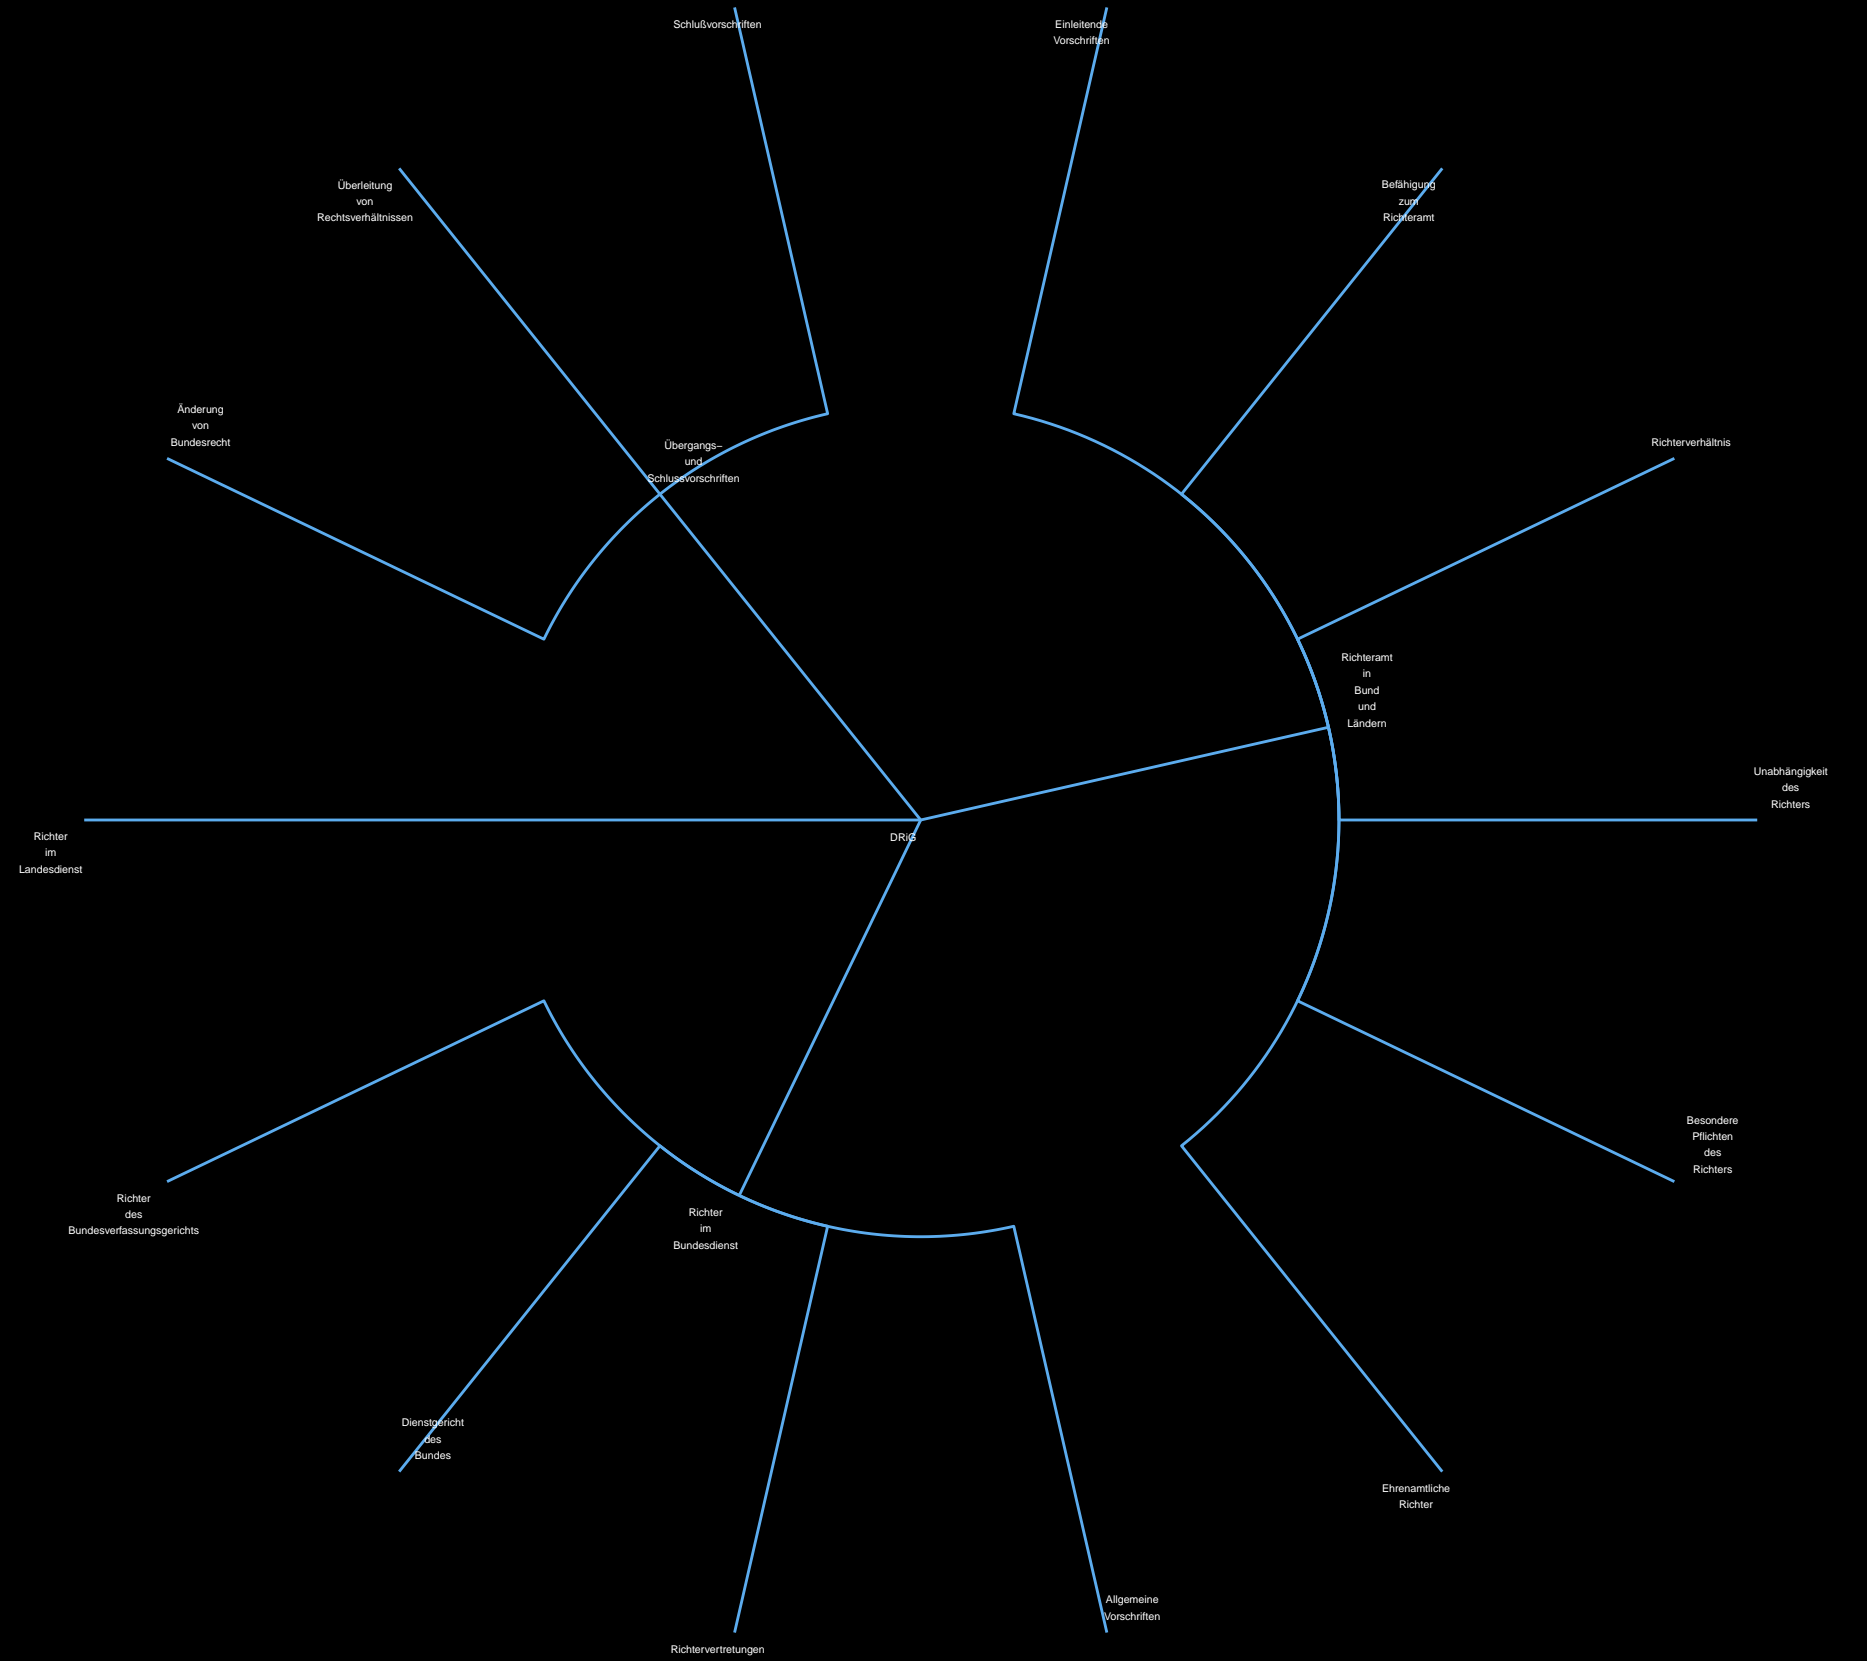 Schlußvorschriften
Einleitende
Vorschriften
Überleitung
von
Rechtsverhältnissen
Befähigung
zum
Richteramt
Änderung
von
Bundesrecht
Übergangs–
und
Schlussvorschriften
Richterverhältnis
Richteramt
in
Bund
und
Ländern
Unabhängigkeit
des
Richters
Richter
im
Landesdienst
DRiG
Besondere
Pflichten
des
Richters
Richter
des
Bundesverfassungsgerichts
Richter
im
Bundesdienst
Dienstgericht
des
Bundes
Ehrenamtliche
Richter
Allgemeine
Vorschriften
Richtervertretungen